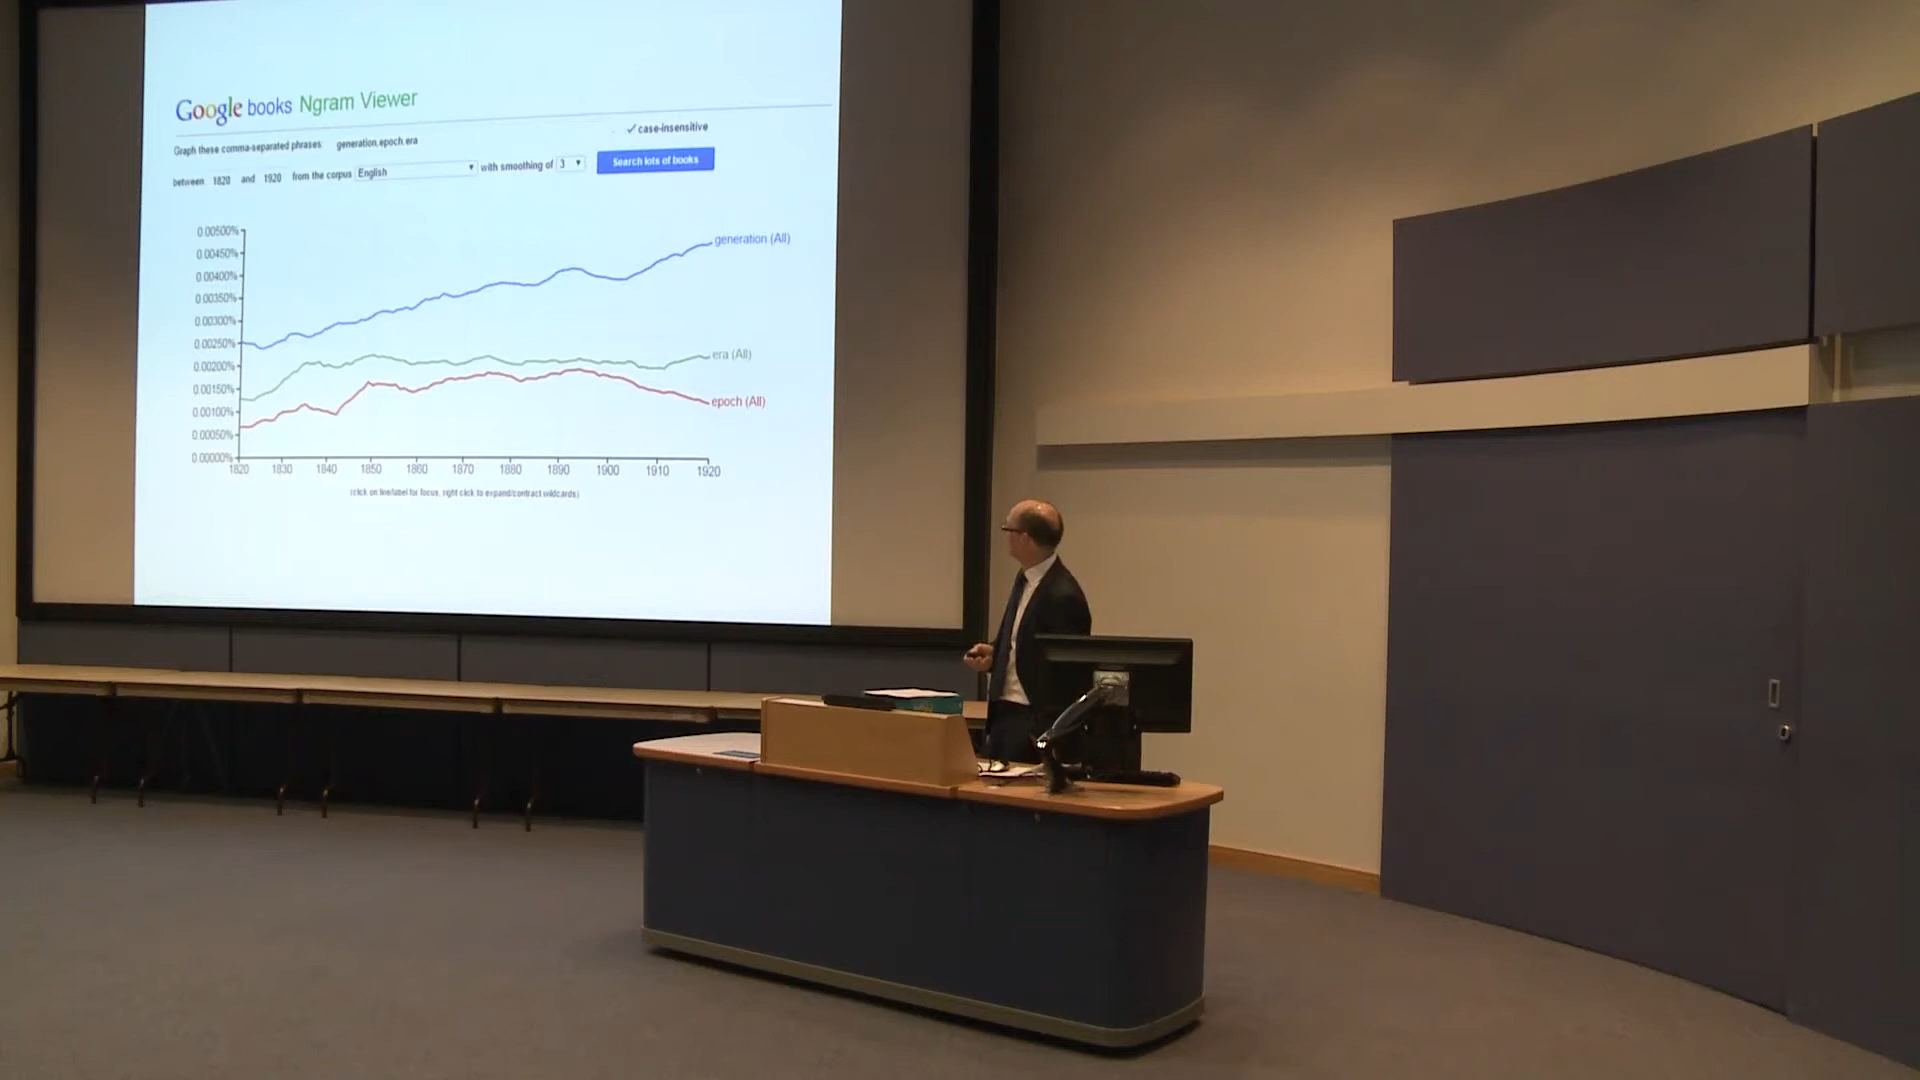 Google books Ngram Viewer
Graph these comma-separated phrases: generation,epoch,era
✓ case-insensitive
between 1820 and 1920 from the corpus English with smoothing of 3
Search lots of books
0.00500%
0.00450%
0.00400%
0.00350%
0.00300%
0.00250%
0.00200%
0.00150%
0.00100%
0.00050%
0.00000%
generation (All)
era (All)
epoch (All)
1820 1830 1840 1850 1860 1870 1880 1890 1900 1910 1920
(click on line/label for focus, right click to expand/contract wildcards)